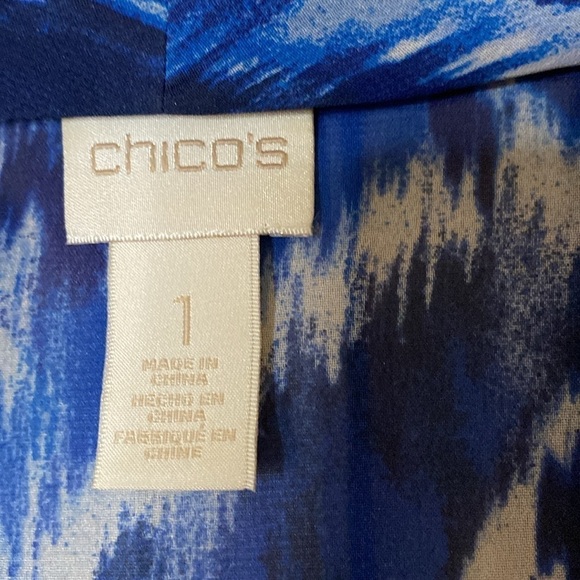 chico's
1
MADE IN
CHINA
HECHO EN
CHINA
FABRIQUÉ EN
CHINE